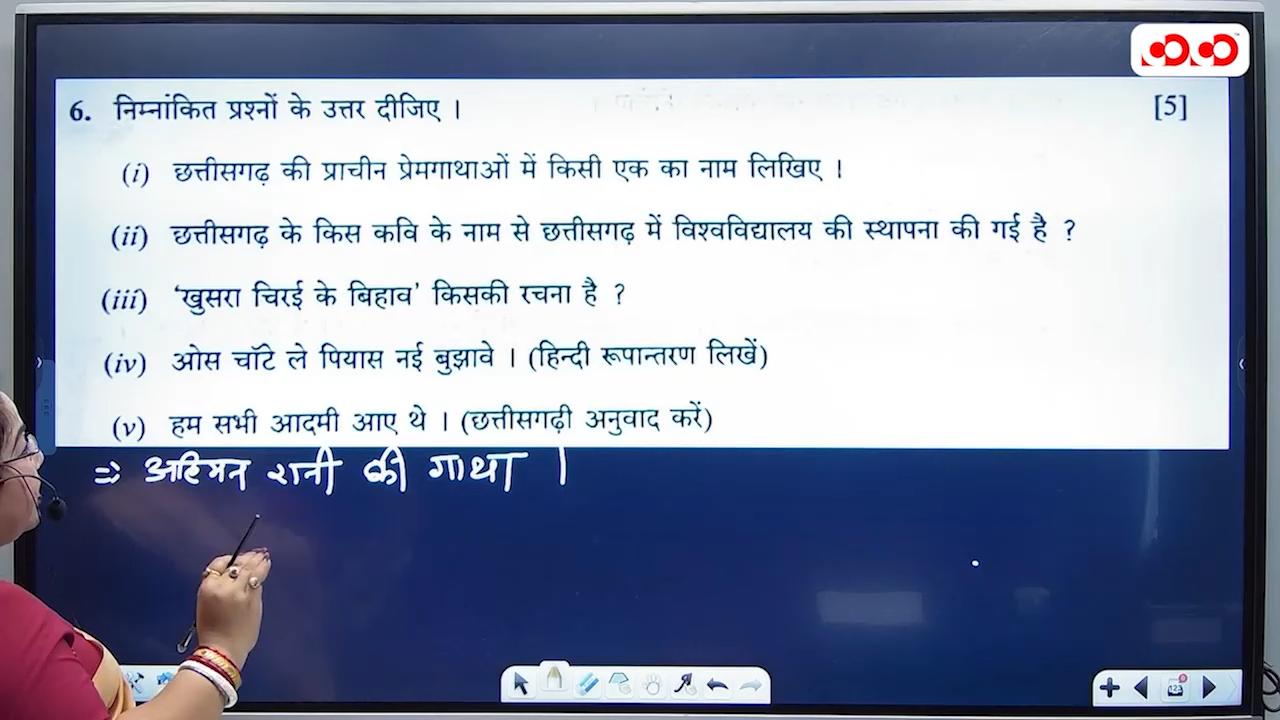 6. निम्नांकित प्रश्नों के उत्तर दीजिए । [5]
(i) छत्तीसगढ़ की प्राचीन प्रेमगाथाओं में किसी एक का नाम लिखिए ।
(ii) छत्तीसगढ़ के किस कवि के नाम से छत्तीसगढ़ में विश्वविद्यालय की स्थापना की गई है ?
(iii) ‘खुसरा चिरई के बिहाव’ किसकी रचना है ?
(iv) ओस चाॅटे ले पियास नई बुझावे । (हिन्दी रूपान्तरण लिखें)
(v) हम सभी आदमी आए थे । (छत्तीसगढ़ी अनुवाद करें)
⇒ अहिमन रानी की गाथा ।